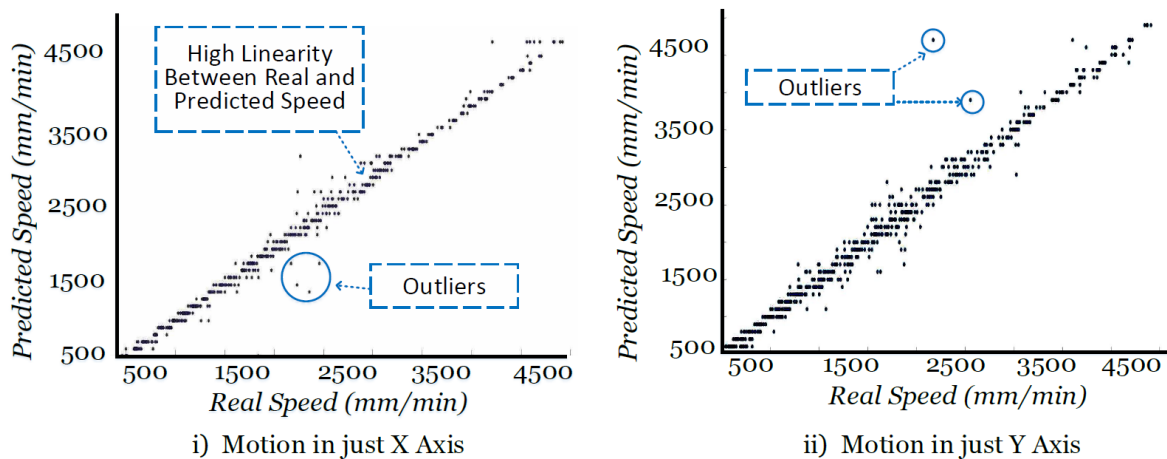 High Linearity
Between Real and
Predicted Speed
Outliers
4500
3500
2500
1500
500
Predicted Speed (mm/min)
500 1500 2500 3500 4500
Real Speed (mm/min)
i) Motion in just X Axis
Outliers
4500
3500
2500
1500
500
Predicted Speed (mm/min)
500 1500 2500 3500 4500
Real Speed (mm/min)
ii) Motion in just Y Axis